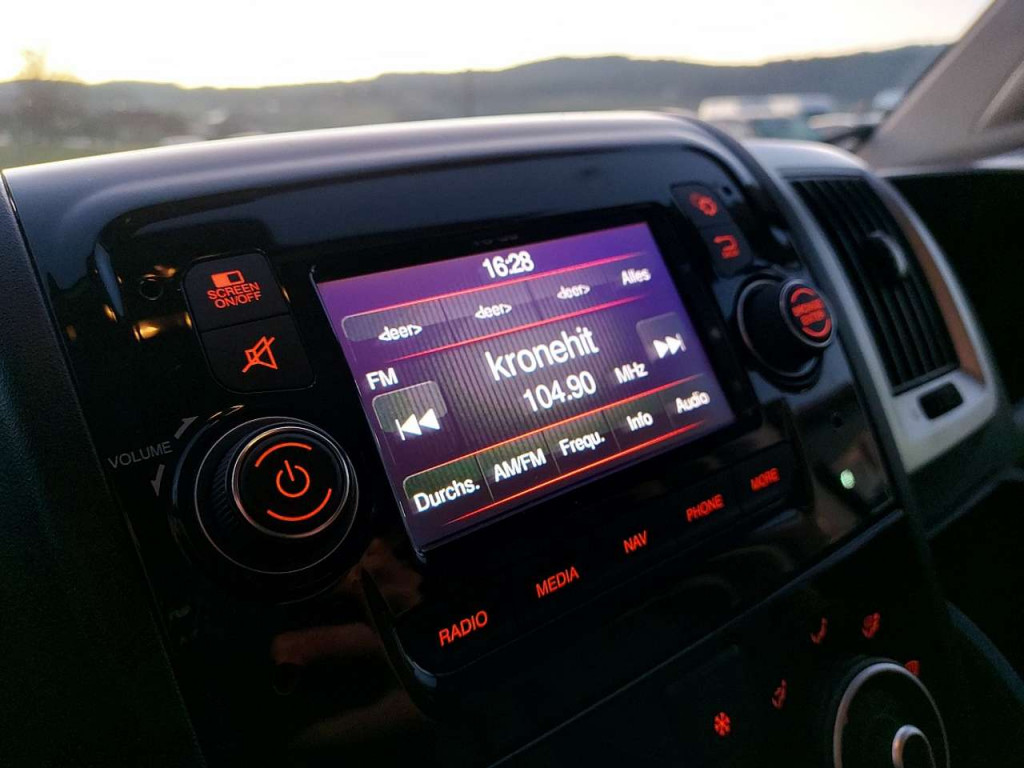 16:28
SCREEN
ON/OFF
<leer>
<leer>
<leer>
Alles
FM
kronehit
104.90
MHz
VOLUME
Durchs.
AM/FM
Frequ.
Info
Audio
RADIO
MEDIA
NAV
PHONE
MORE